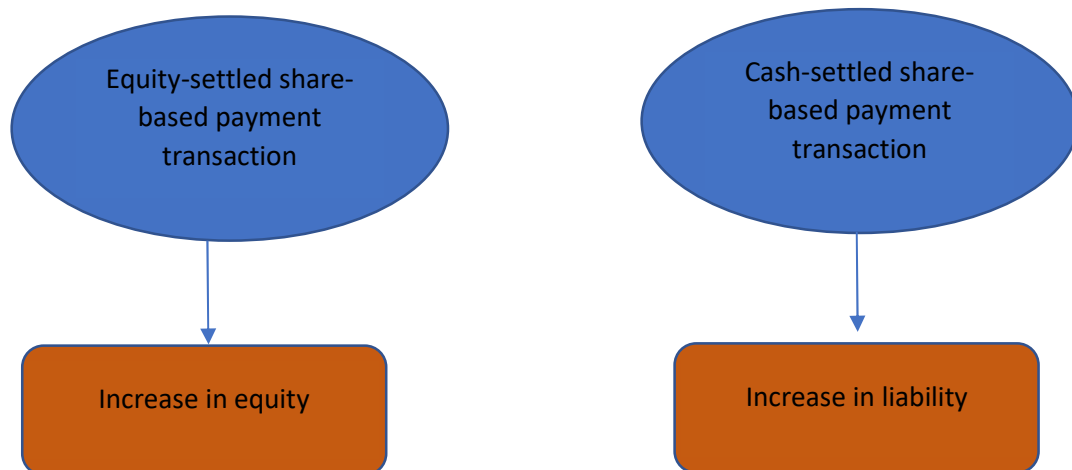 Equity-settled share-
based payment
transaction
Cash-settled share-
based payment
transaction
Increase in equity
Increase in liability